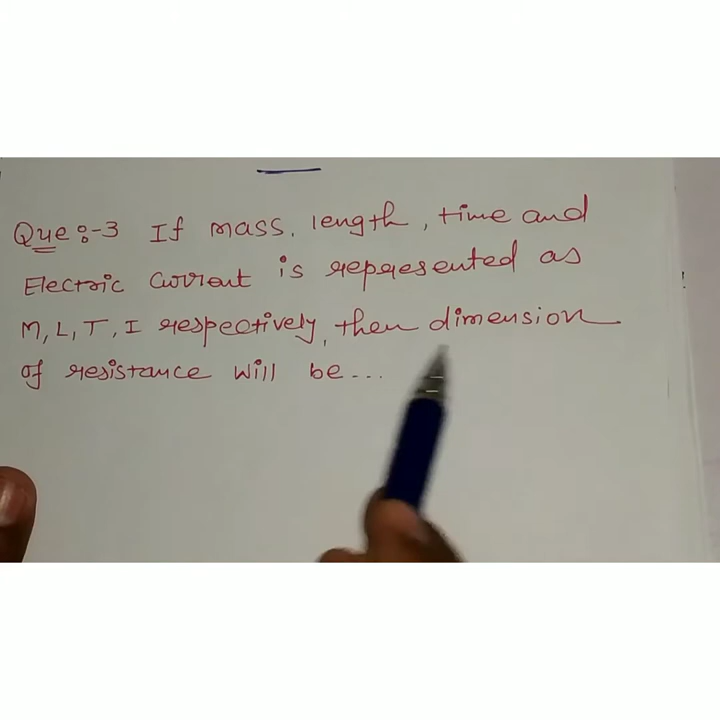 Que:-3 If mass, length, time and
Electric Current is represented as
M, L, T, I respectively, then dimension
of resistance will be...